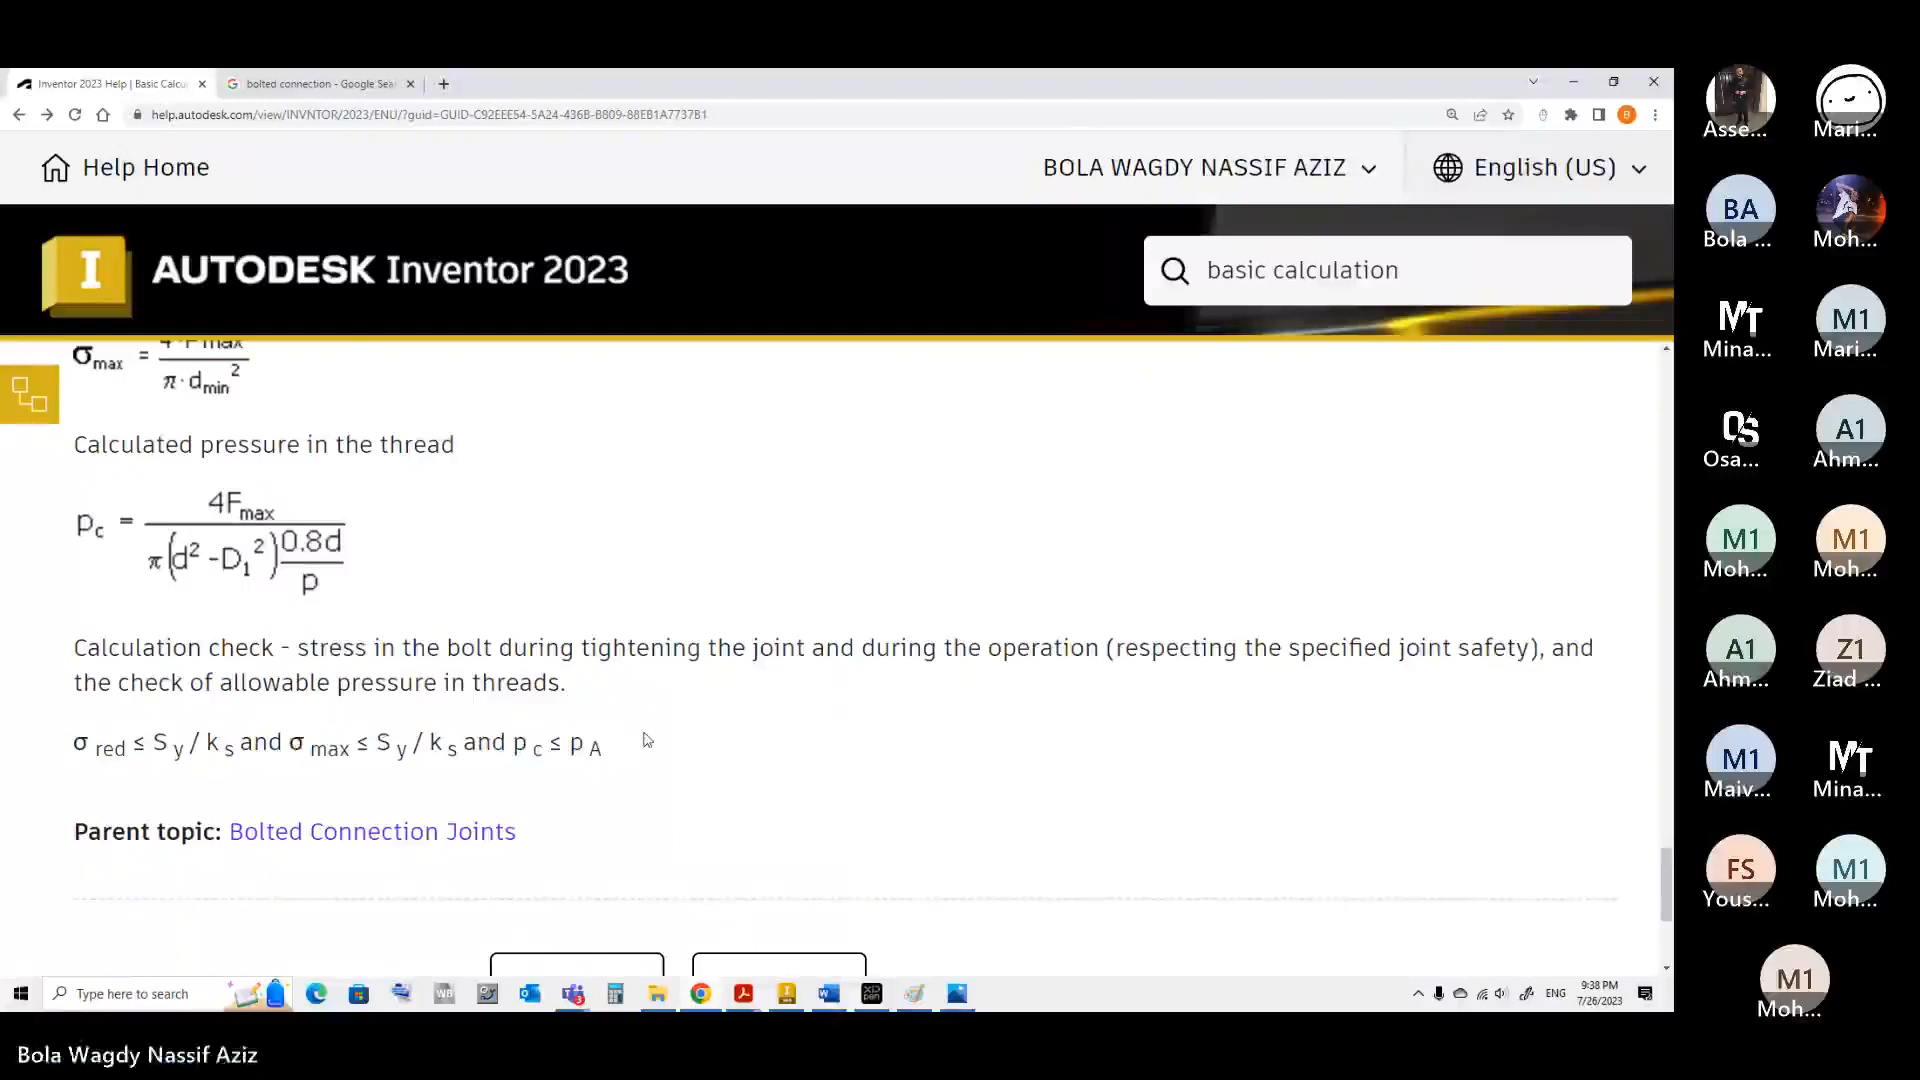 Inventor 2023 Help | Basic Calcu
bolted connection - Google Sea
help.autodesk.com/view/INVNTOR/2023/ENU/?guid=GUID-C92EEE54-5A24-436B-B809-88EB1A7737B1
Help Home
BOLA WAGDY NASSIF AZIZ
English (US)
I
AUTODESK Inventor 2023
basic calculation
σmax = 4·Fmax / π·dmin²
Calculated pressure in the thread
pc = 4Fmax / π(d²-D₁²) 0.8d/p
Calculation check - stress in the bolt during tightening the joint and during the operation (respecting the specified joint safety), and
the check of allowable pressure in threads.
σ red ≤ S y / k s and σ max ≤ S y / k s and p c ≤ p A
Parent topic: Bolted Connection Joints
Type here to search
ENG
9:38 PM
7/26/2023
Asse...
Mari...
BA
Bola ...
Moh...
MT
Mina...
M1
Mari...
OS
Osa...
A1
Ahm...
M1
Moh...
M1
Moh...
A1
Ahm...
Z1
Ziad ...
M1
Maiv...
MT
Mina...
FS
Yous...
M1
Moh...
M1
Moh...
Bola Wagdy Nassif Aziz